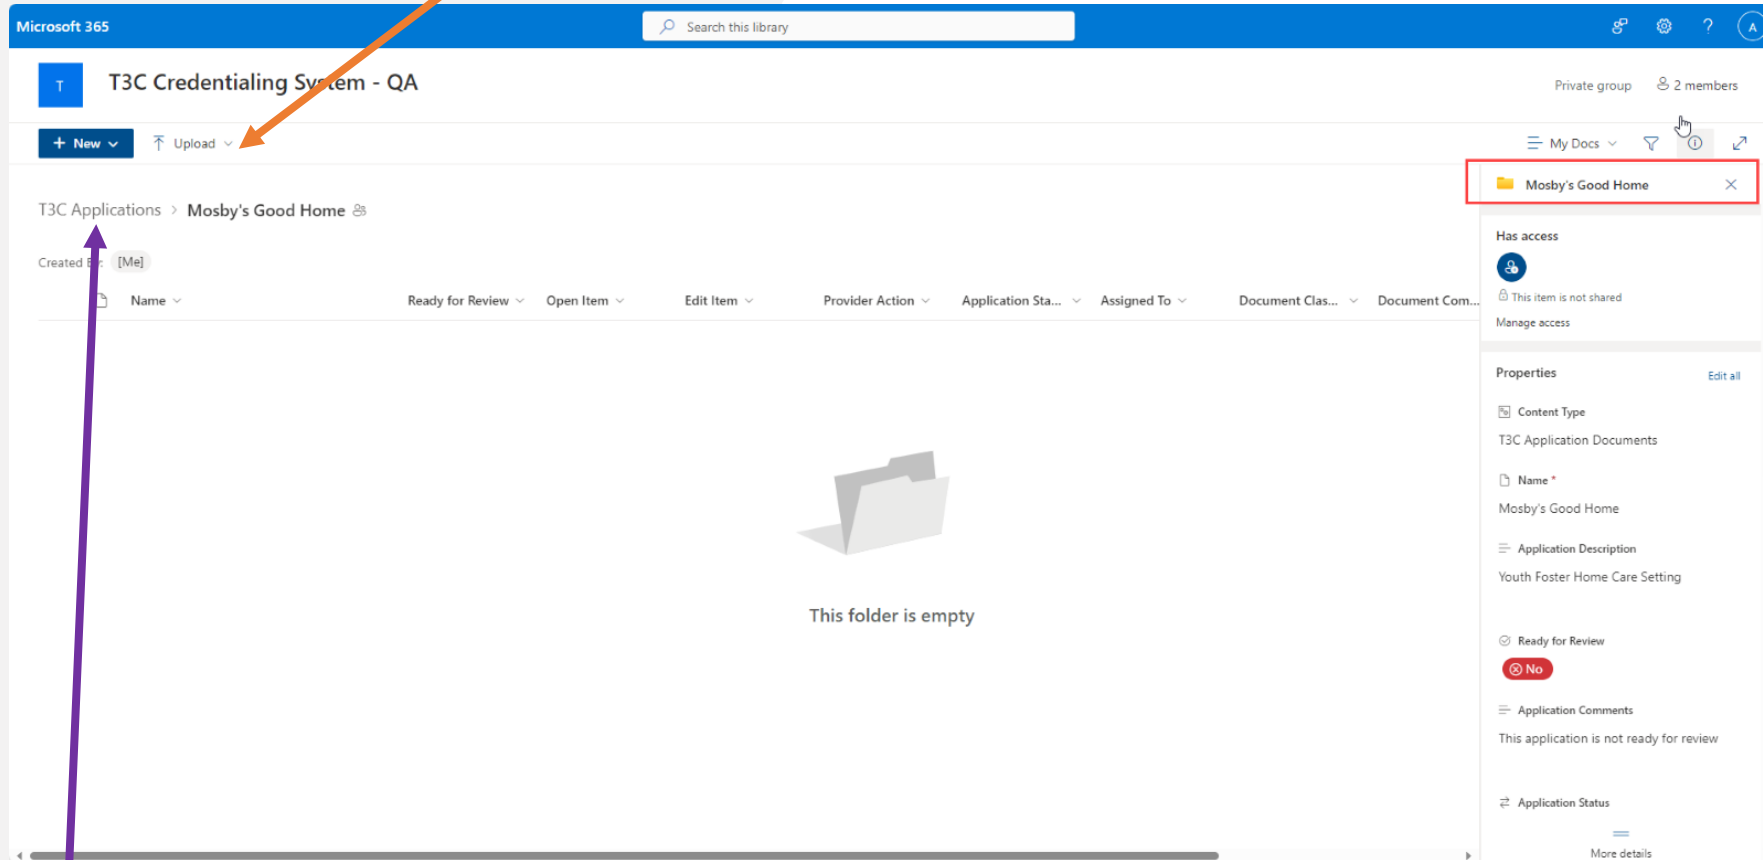 Microsoft 365
Search this library
?
A
T
T3C Credentialing System - QA
Private group
2 members
+ New
Upload
My Docs
Mosby's Good Home
T3C Applications > Mosby's Good Home
Has access
Created By: [Me]
Name
Ready for Review
Open Item
Edit Item
Provider Action
Application Sta...
Assigned To
Document Clas...
Document Com...
This item is not shared
Manage access
Properties
Edit all
Content Type
T3C Application Documents
Name *
Mosby's Good Home
Application Description
Youth Foster Home Care Setting
This folder is empty
Ready for Review
No
Application Comments
This application is not ready for review
Application Status
More details